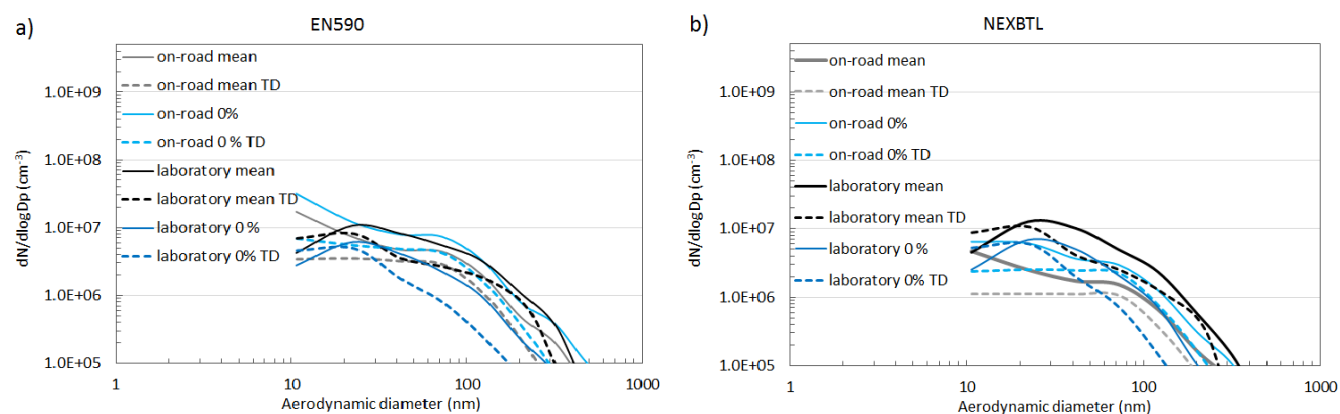 a)
EN590
dN/dlogDp (cm-3)
1.0E+09
1.0E+08
1.0E+07
1.0E+06
1.0E+05
on-road mean
on-road mean TD
on-road 0%
on-road 0 % TD
laboratory mean
laboratory mean TD
laboratory 0 %
laboratory 0% TD
1
10
100
1000
Aerodynamic diameter (nm)
b)
NEXBTL
dN/dlogDp (cm-3)
1.0E+09
1.0E+08
1.0E+07
1.0E+06
1.0E+05
on-road mean
on-road mean TD
on-road 0%
on-road 0% TD
laboratory mean
laboratory mean TD
laboratory 0 %
laboratory 0% TD
1
10
100
1000
Aerodynamic diameter (nm)